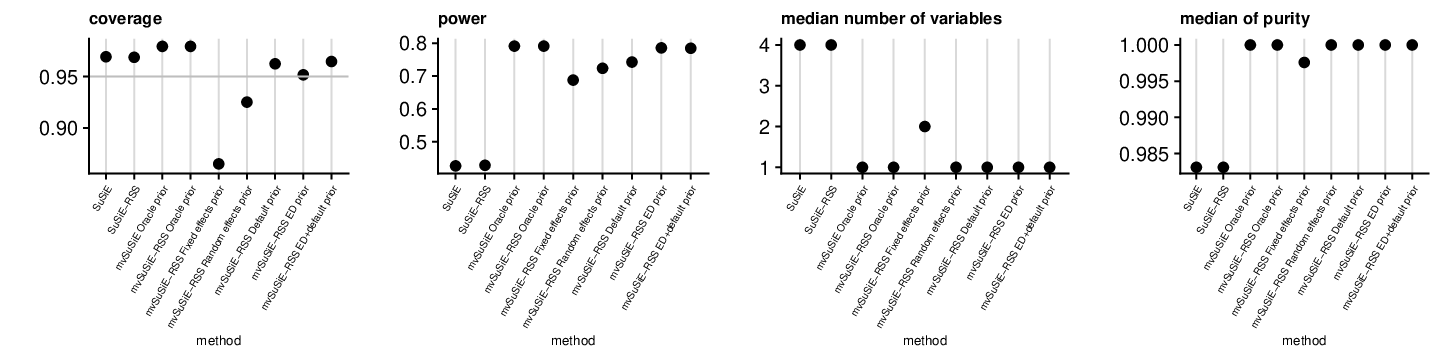 coverage
0.95
0.90
SuSiE
SuSiE−RSS
mvSuSiE Oracle prior
mvSuSiE−RSS Oracle prior
mvSuSiE−RSS Fixed effects prior
mvSuSiE−RSS Random effects prior
mvSuSiE−RSS Default prior
mvSuSiE−RSS ED prior
mvSuSiE−RSS ED+default prior
method
power
0.8
0.7
0.6
0.5
SuSiE
SuSiE−RSS
mvSuSiE Oracle prior
mvSuSiE−RSS Oracle prior
mvSuSiE−RSS Fixed effects prior
mvSuSiE−RSS Random effects prior
mvSuSiE−RSS Default prior
mvSuSiE−RSS ED prior
mvSuSiE−RSS ED+default prior
method
median number of variables
4
3
2
1
SuSiE
SuSiE−RSS
mvSuSiE Oracle prior
mvSuSiE−RSS Oracle prior
mvSuSiE−RSS Fixed effects prior
mvSuSiE−RSS Random effects prior
mvSuSiE−RSS Default prior
mvSuSiE−RSS ED prior
mvSuSiE−RSS ED+default prior
method
median of purity
1.000
0.995
0.990
0.985
SuSiE
SuSiE−RSS
mvSuSiE Oracle prior
mvSuSiE−RSS Oracle prior
mvSuSiE−RSS Fixed effects prior
mvSuSiE−RSS Random effects prior
mvSuSiE−RSS Default prior
mvSuSiE−RSS ED prior
mvSuSiE−RSS ED+default prior
method